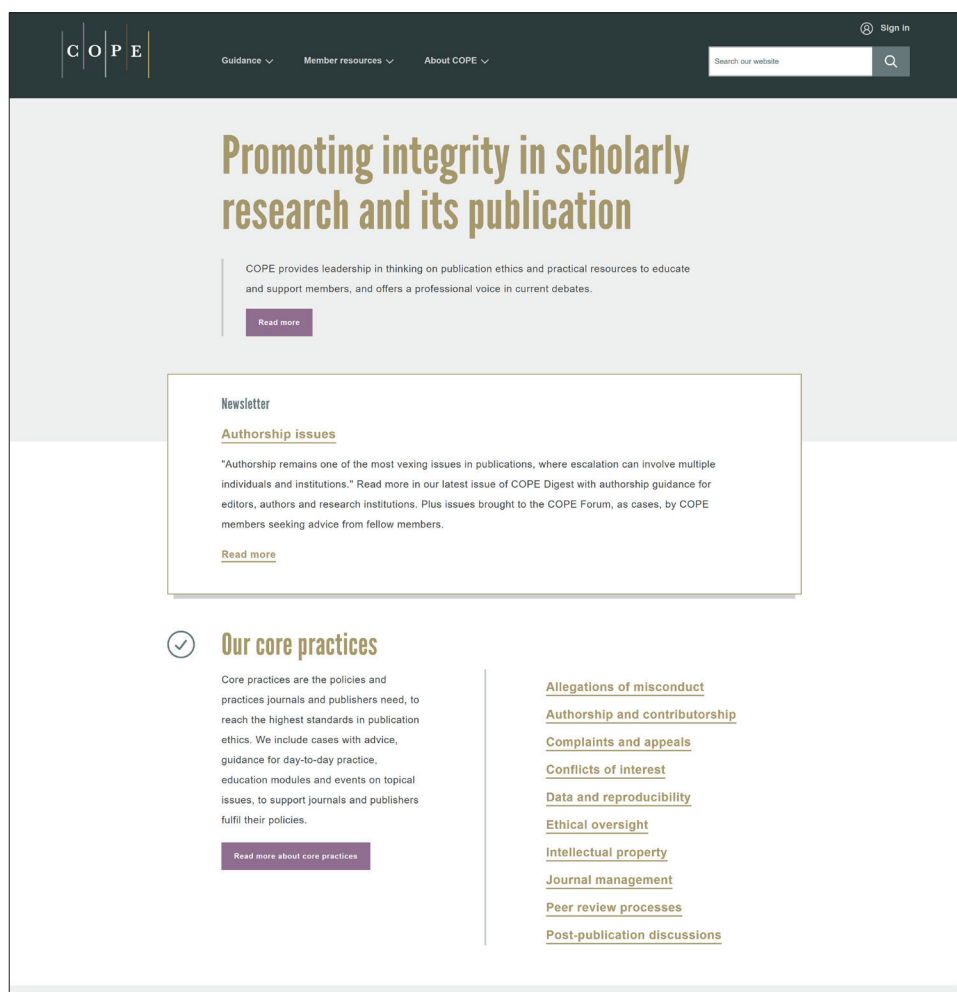 Sign in
COPE
Guidance
Member resources
About COPE
Search our website
Promoting integrity in scholarly
research and its publication
COPE provides leadership in thinking on publication ethics and practical resources to educate
and support members, and offers a professional voice in current debates.
Read more
Newsletter
Authorship issues
"Authorship remains one of the most vexing issues in publications, where escalation can involve multiple
individuals and institutions." Read more in our latest issue of COPE Digest with authorship guidance for
editors, authors and research institutions. Plus issues brought to the COPE Forum, as cases, by COPE
members seeking advice from fellow members.
Read more
Our core practices
Core practices are the policies and
practices journals and publishers need, to
reach the highest standards in publication
ethics. We include cases with advice,
guidance for day-to-day practice,
education modules and events on topical
issues, to support journals and publishers
fulfil their policies.
Read more about core practices
Allegations of misconduct
Authorship and contributorship
Complaints and appeals
Conflicts of interest
Data and reproducibility
Ethical oversight
Intellectual property
Journal management
Peer review processes
Post-publication discussions